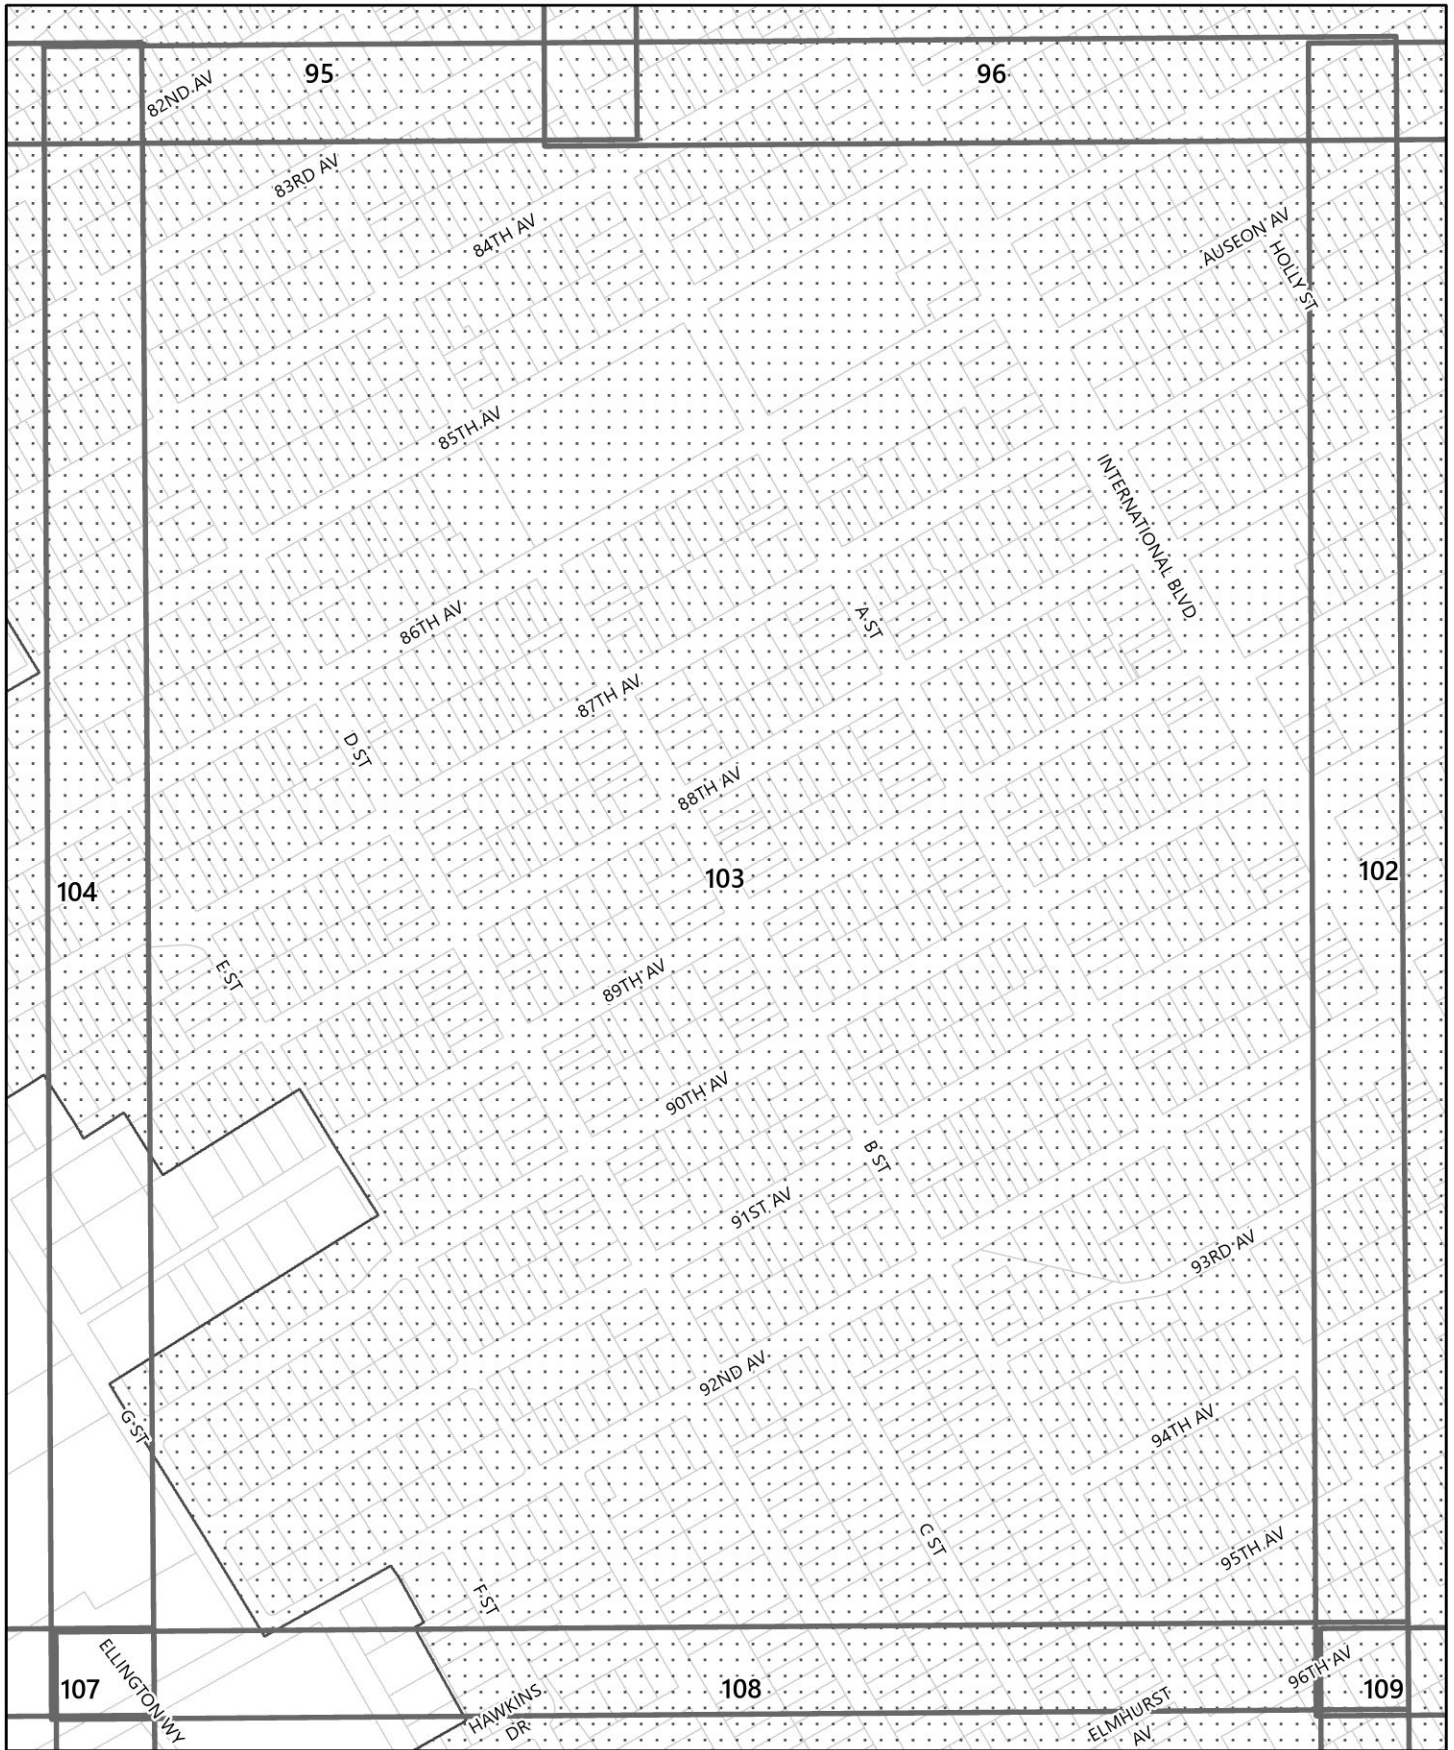 95
96
82ND AV
83RD AV
84TH AV
AUSEON AV
HOLLY ST
85TH AV
INTERNATIONAL BLVD
86TH AV
A ST
87TH AV
D ST
88TH AV
104
103
102
E ST
89TH AV
90TH AV
B ST
91ST AV
93RD AV
92ND AV
G ST
94TH AV
C ST
95TH AV
F ST
ELLINGTON WY
107
108
96TH AV
109
HAWKINS
DR
ELMHURST
AV